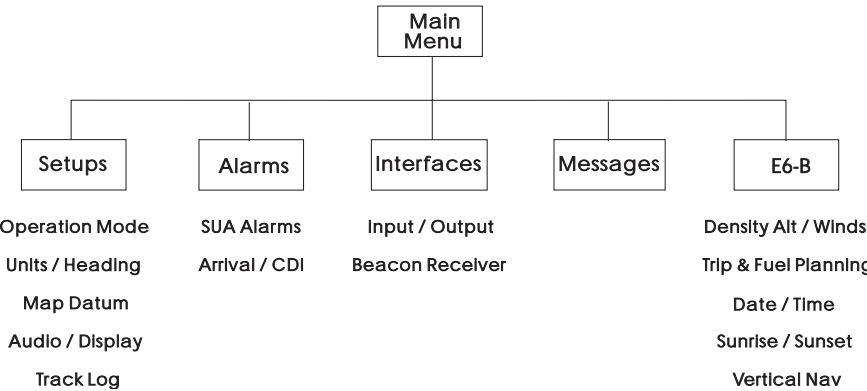 Main
Menu
Setups
Alarms
Interfaces
Messages
E6-B
Operation Mode
SUA Alarms
Input / Output
Density Alt / Winds
Units / Heading
Arrival / CDI
Beacon Receiver
Trip & Fuel Planning
Map Datum
Date / Time
Audio / Display
Sunrise / Sunset
Track Log
Vertical Nav